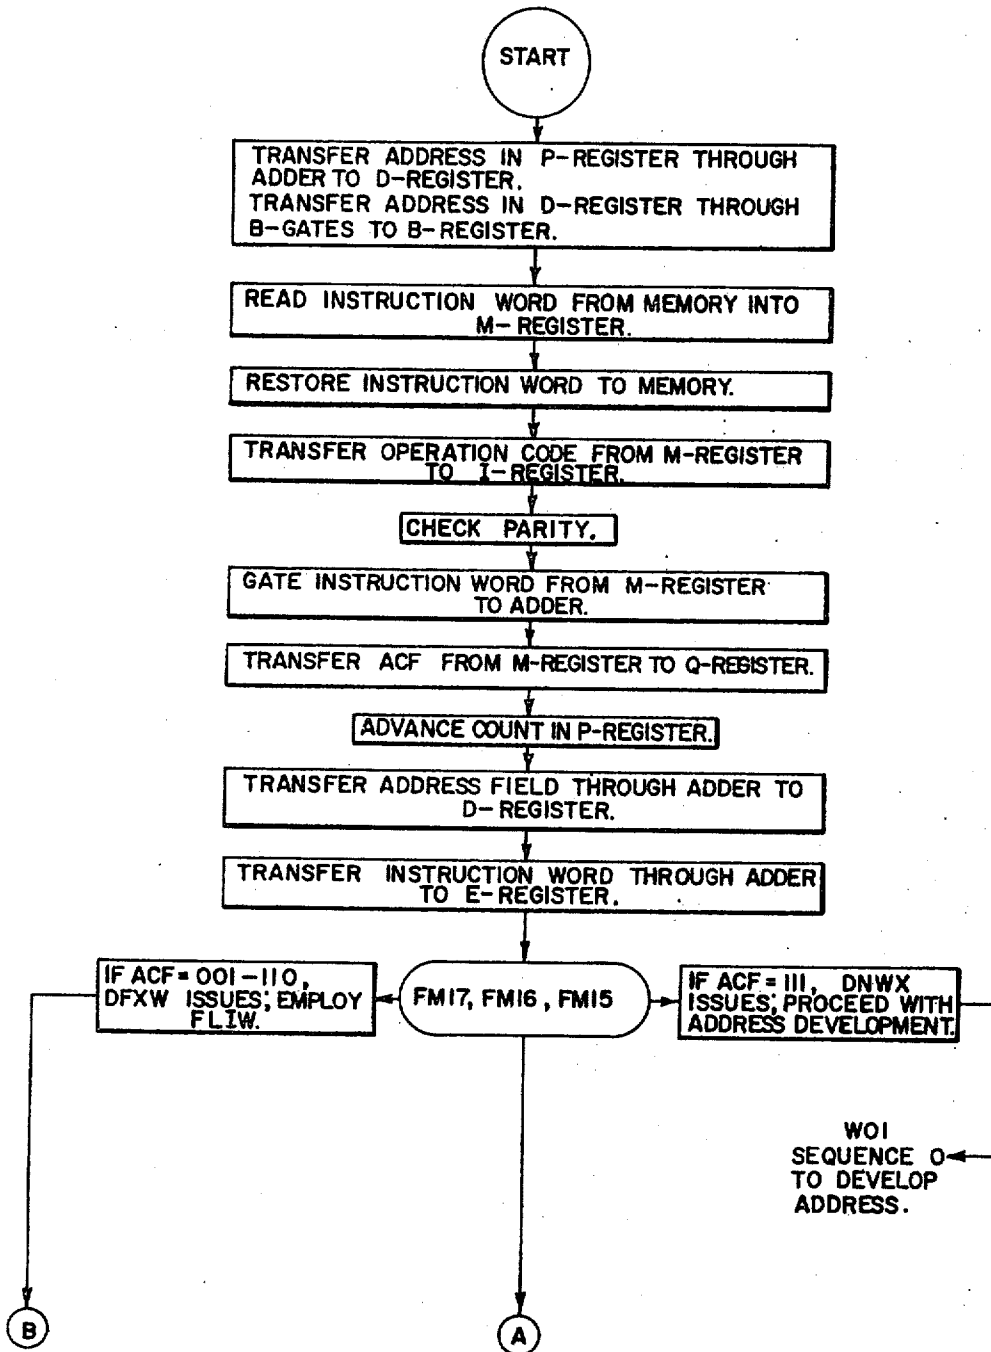 START
TRANSFER ADDRESS IN P-REGISTER THROUGH
ADDER TO D-REGISTER.
TRANSFER ADDRESS IN D-REGISTER THROUGH
B-GATES TO B-REGISTER.
READ INSTRUCTION WORD FROM MEMORY INTO
M-REGISTER.
RESTORE INSTRUCTION WORD TO MEMORY.
TRANSFER OPERATION CODE FROM M-REGISTER
TO I-REGISTER.
CHECK PARITY.
GATE INSTRUCTION WORD FROM M-REGISTER
TO ADDER.
TRANSFER ACF FROM M-REGISTER TO Q-REGISTER.
ADVANCE COUNT IN P-REGISTER.
TRANSFER ADDRESS FIELD THROUGH ADDER TO
D-REGISTER.
TRANSFER INSTRUCTION WORD THROUGH ADDER
TO E-REGISTER.
IF ACF=001-110,
DFXW ISSUES; EMPLOY
FLIW.
FM17, FM16, FM15
IF ACF=111, DNWX
ISSUES; PROCEED WITH
ADDRESS DEVELOPMENT.
W01
SEQUENCE 0
TO DEVELOP
ADDRESS.
B
A